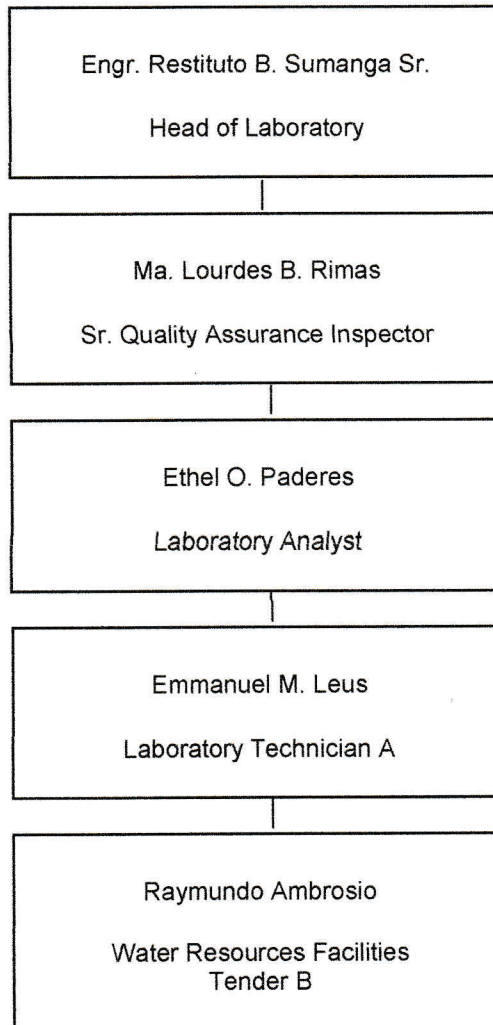 Engr. Restituto B. Sumanga Sr.
Head of Laboratory
Ma. Lourdes B. Rimas
Sr. Quality Assurance Inspector
Ethel O. Paderes
Laboratory Analyst
Emmanuel M. Leus
Laboratory Technician A
Raymundo Ambrosio
Water Resources Facilities
Tender B